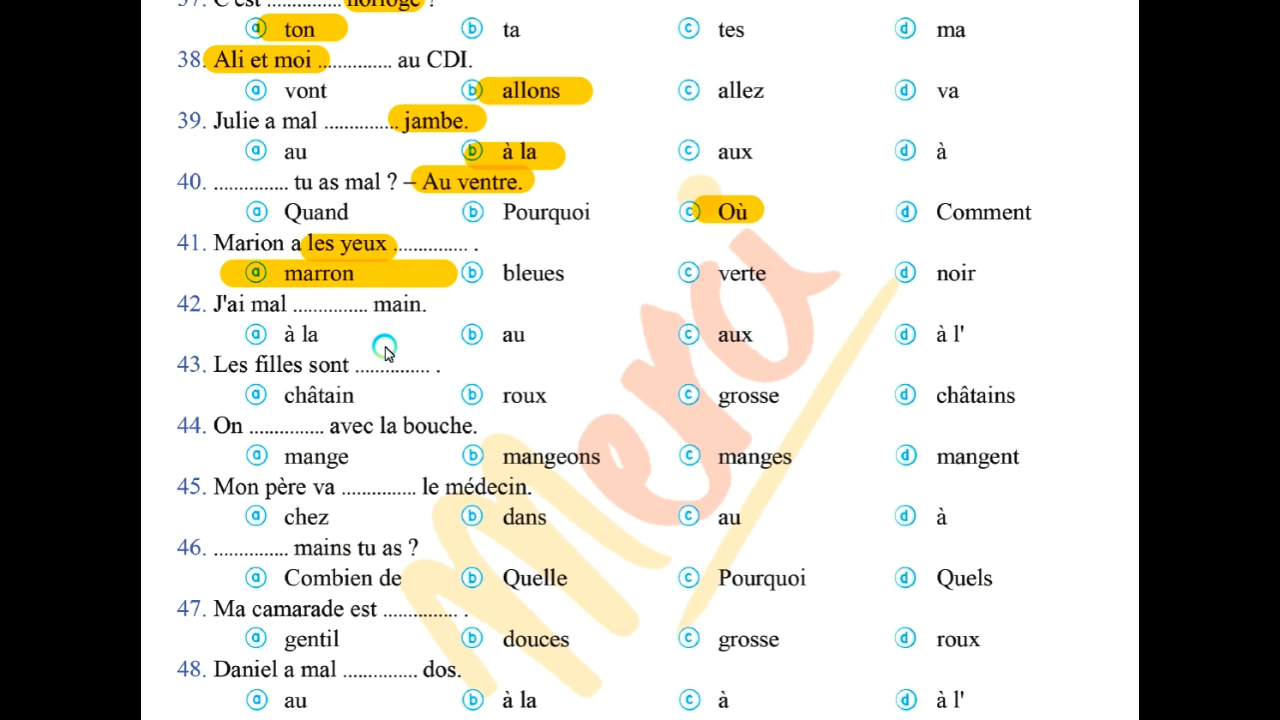 37. C'est .............. horloge ?
a ton b ta c tes d ma
38. Ali et moi .............. au CDI.
a vont b allons c allez d va
39. Julie a mal .............. jambe.
a au b à la c aux d à
40. .............. tu as mal ? – Au ventre.
a Quand b Pourquoi c Où d Comment
41. Marion a les yeux .............. .
a marron b bleues c verte d noir
42. J'ai mal .............. main.
a à la b au c aux d à l'
43. Les filles sont .............. .
a châtain b roux c grosse d châtains
44. On .............. avec la bouche.
a mange b mangeons c manges d mangent
45. Mon père va .............. le médecin.
a chez b dans c au d à
46. .............. mains tu as ?
a Combien de b Quelle c Pourquoi d Quels
47. Ma camarade est .............. .
a gentil b douces c grosse d roux
48. Daniel a mal .............. dos.
a au b à la c à d à l'
Merci